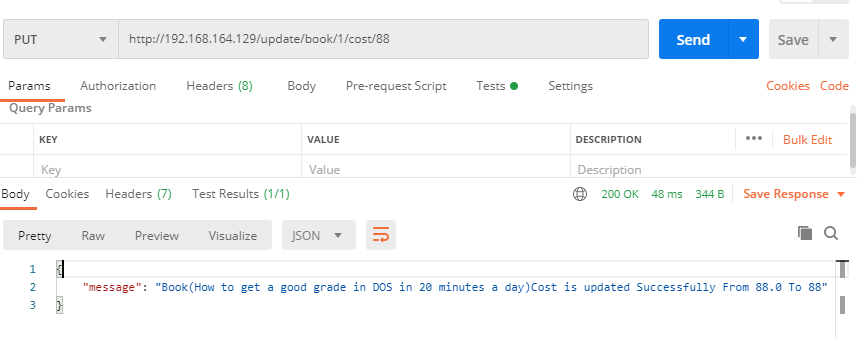 PUT http://192.168.164.129/update/book/1/cost/88 Send Save
Params Authorization Headers (8) Body Pre-request Script Tests Settings Cookies Code
Query Params
KEY VALUE DESCRIPTION ••• Bulk Edit
Key Value Description
Body Cookies Headers (7) Test Results (1/1) 200 OK 48 ms 344 B Save Response
Pretty Raw Preview Visualize JSON
1 {
2 "message": "Book(How to get a good grade in DOS in 20 minutes a day)Cost is updated Successfully From 88.0 To 88"
3 }